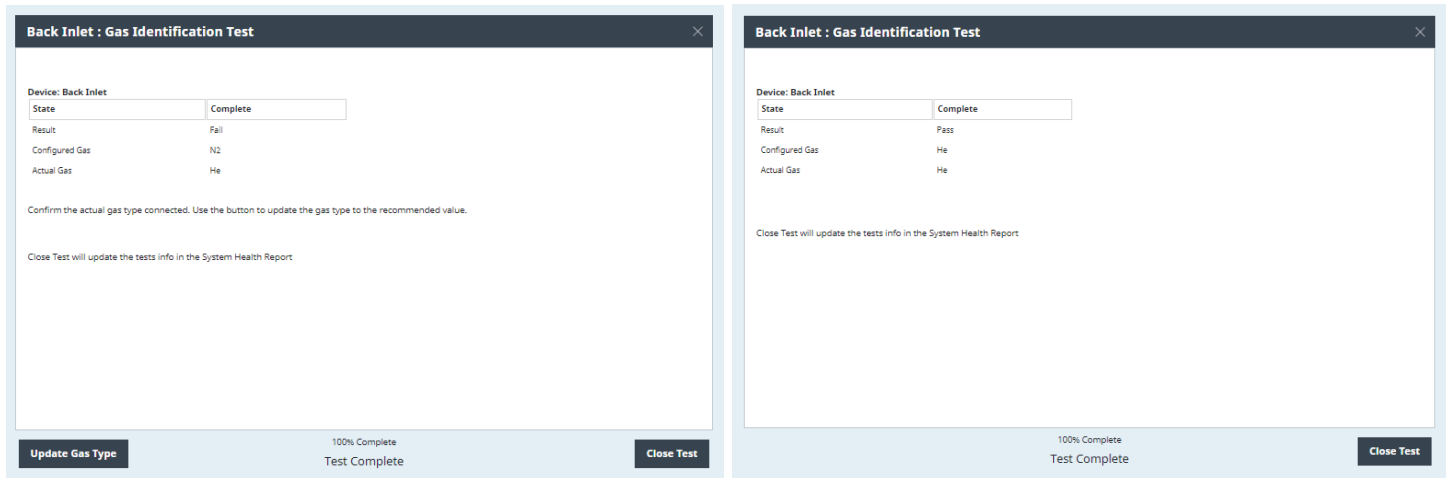 Back Inlet : Gas Identification Test
Device: Back Inlet
State Complete
Result Fail
Configured Gas N2
Actual Gas He
Confirm the actual gas type connected. Use the button to update the gas type to the recommended value.
Close Test will update the tests info in the System Health Report
Update Gas Type
100% Complete
Test Complete
Close Test
Back Inlet : Gas Identification Test
Device: Back Inlet
State Complete
Result Pass
Configured Gas He
Actual Gas He
Close Test will update the tests info in the System Health Report
100% Complete
Test Complete
Close Test